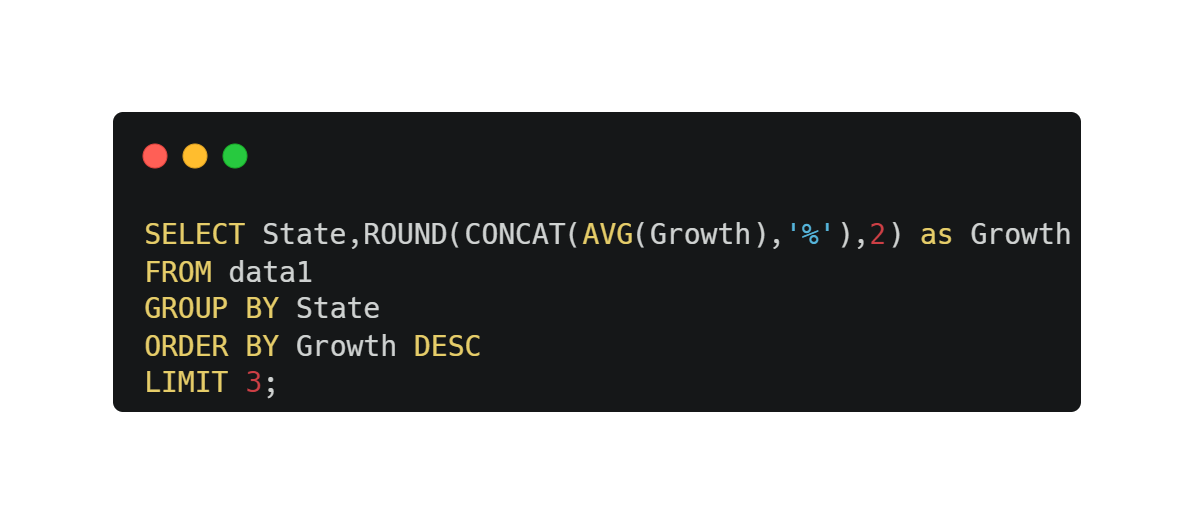 SELECT State,ROUND(CONCAT(AVG(Growth),'%'),2) as Growth
FROM data1
GROUP BY State
ORDER BY Growth DESC
LIMIT 3;